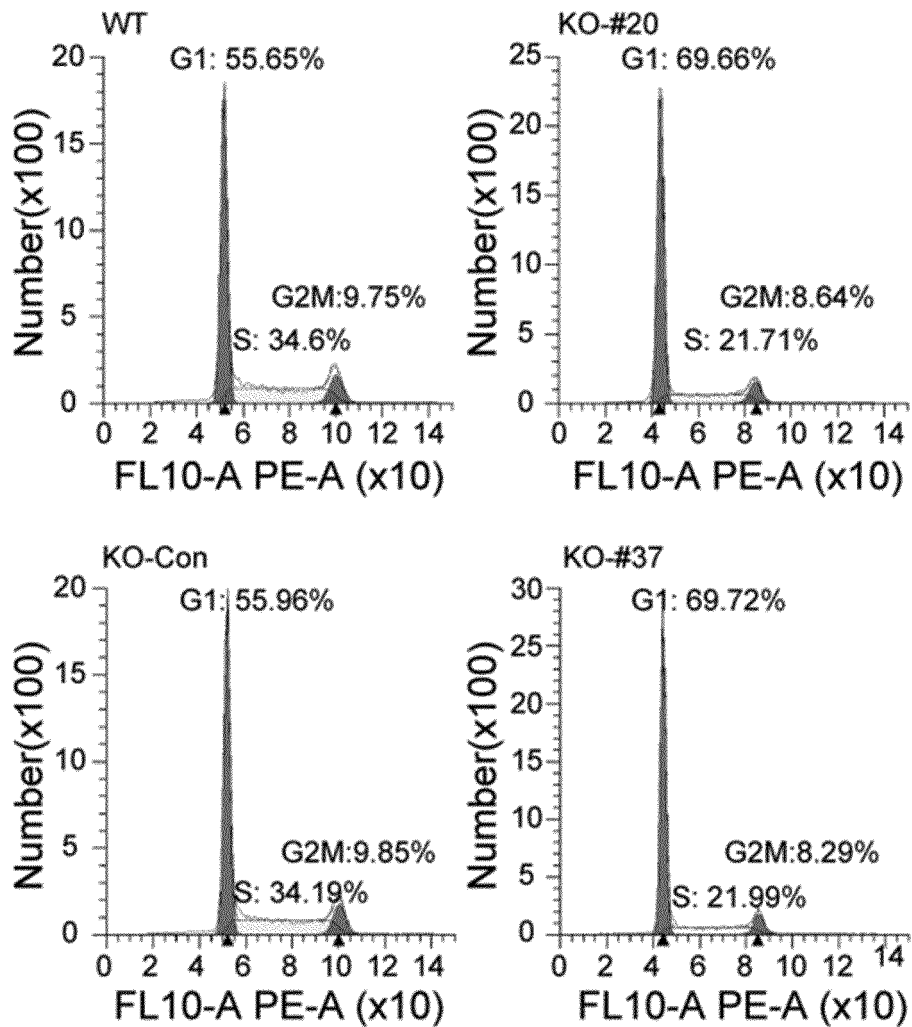 WT
G1: 55.65%
20
15
10
5
0
Number(x100)
G2M:9.75%
S: 34.6%
0 2 4 6 8 10 12 14
FL10-A PE-A (x10)
KO-#20
G1: 69.66%
25
20
15
10
5
0
Number(x100)
G2M:8.64%
S: 21.71%
0 2 4 6 8 10 12 14
FL10-A PE-A (x10)
KO-Con
G1: 55.96%
20
15
10
5
0
Number(x100)
G2M:9.85%
S: 34.19%
0 2 4 6 8 10 12 14
FL10-A PE-A (x10)
KO-#37
G1: 69.72%
30
25
20
15
10
5
0
Number(x100)
G2M:8.29%
S: 21.99%
0 2 4 6 8 10 12 14
FL10-A PE-A (x10)